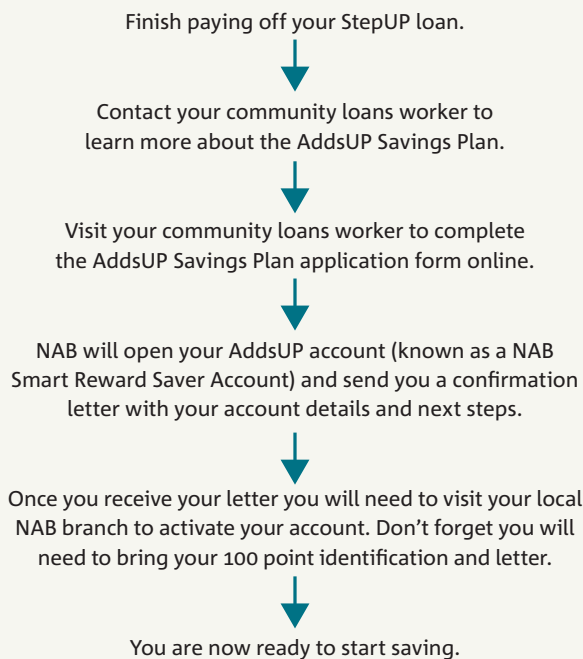 Finish paying off your StepUP loan.
Contact your community loans worker to
learn more about the AddsUP Savings Plan.
Visit your community loans worker to complete
the AddsUP Savings Plan application form online.
NAB will open your AddsUP account (known as a NAB
Smart Reward Saver Account) and send you a confirmation
letter with your account details and next steps.
Once you receive your letter you will need to visit your local
NAB branch to activate your account. Don’t forget you will
need to bring your 100 point identification and letter.
You are now ready to start saving.